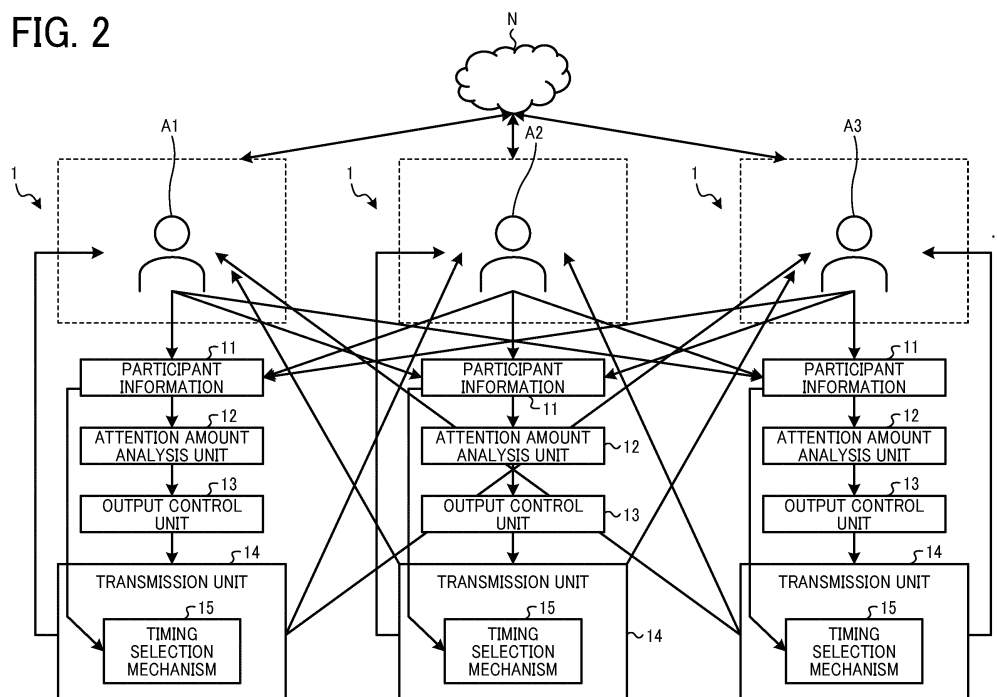 FIG. 2
N
A1
A2
A3
1
1
1
11
11
11
PARTICIPANT
INFORMATION
PARTICIPANT
INFORMATION
PARTICIPANT
INFORMATION
12
12
12
ATTENTION AMOUNT
ANALYSIS UNIT
ATTENTION AMOUNT
ANALYSIS UNIT
ATTENTION AMOUNT
ANALYSIS UNIT
13
13
13
OUTPUT CONTROL
UNIT
OUTPUT CONTROL
UNIT
OUTPUT CONTROL
UNIT
14
14
14
TRANSMISSION UNIT
TRANSMISSION UNIT
TRANSMISSION UNIT
15
15
15
TIMING
SELECTION
MECHANISM
TIMING
SELECTION
MECHANISM
TIMING
SELECTION
MECHANISM